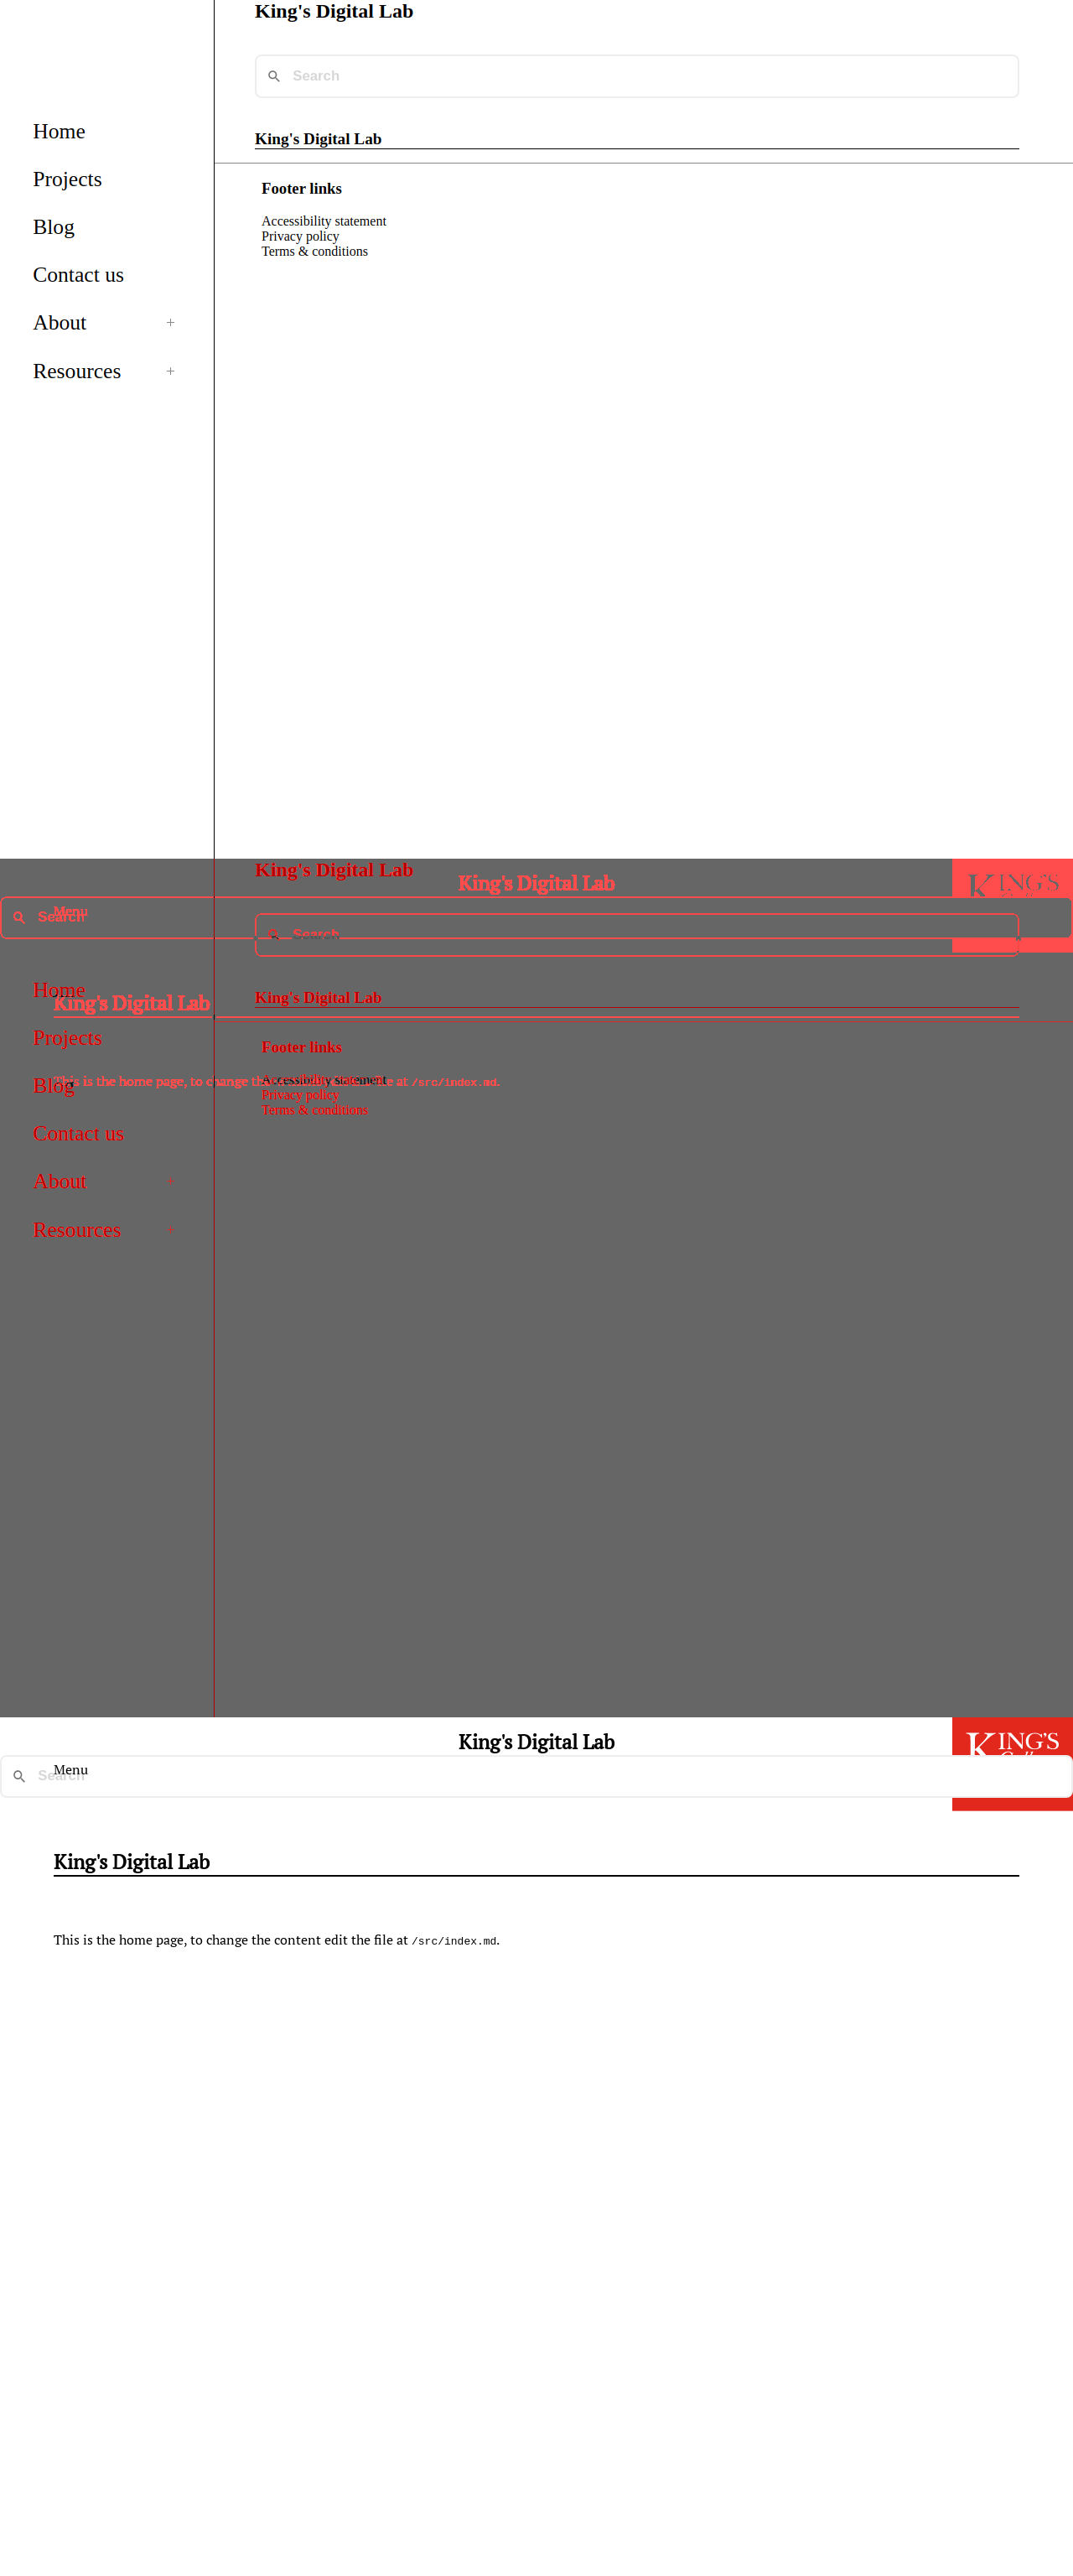 King's Digital Lab
Search
Home
Projects
Blog
Contact us
About +
Resources +
King's Digital Lab
Footer links
Accessibility statement
Privacy policy
Terms & conditions
King's Digital Lab
King's Digital Lab
KING'S
Menu
Search
Search
Home
King's Digital Lab
King's Digital Lab
Projects
Footer links
Blog
This is the home page, to change the
at /src/index.md.
Accessibility statement
Privacy policy
Terms & conditions
Contact us
About +
Resources +
King's Digital Lab
KING'S
Menu
Search
King's Digital Lab
This is the home page, to change the content edit the file at /src/index.md.